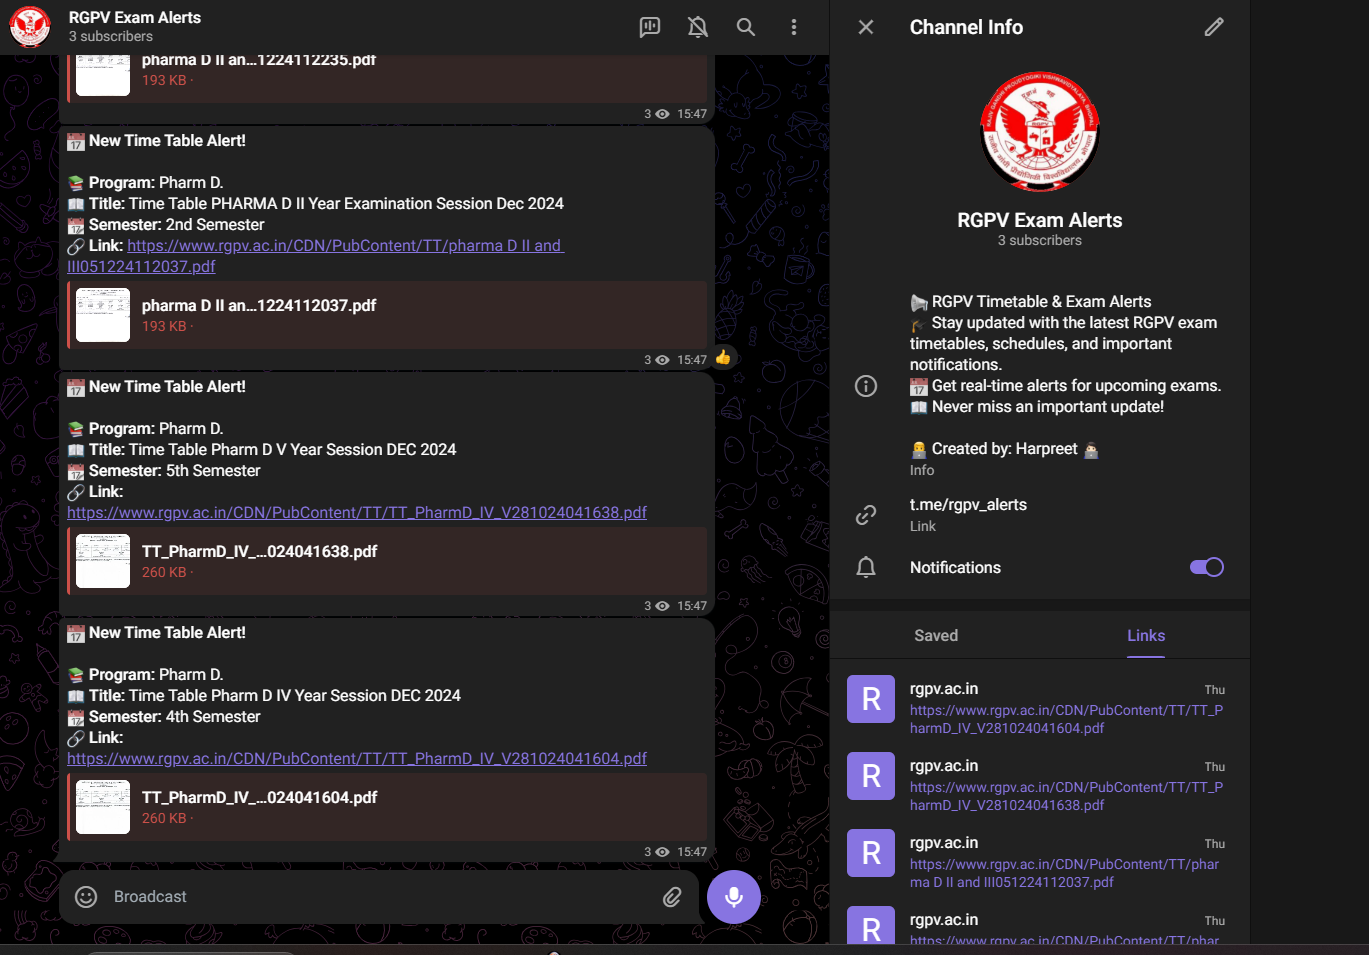 RGPV Exam Alerts
3 subscribers
pharma D II an...1224112235.pdf
193 KB ·
3 15:47
New Time Table Alert!
Program: Pharm D.
Title: Time Table PHARMA D II Year Examination Session Dec 2024
Semester: 2nd Semester
Link: https://www.rgpv.ac.in/CDN/PubContent/TT/pharma D II and
III051224112037.pdf
pharma D II an...1224112037.pdf
193 KB ·
3 15:47
New Time Table Alert!
Program: Pharm D.
Title: Time Table Pharm D V Year Session DEC 2024
Semester: 5th Semester
Link:
https://www.rgpv.ac.in/CDN/PubContent/TT/TT_PharmD_IV_V281024041638.pdf
TT_PharmD_IV_...024041638.pdf
260 KB ·
3 15:47
New Time Table Alert!
Program: Pharm D.
Title: Time Table Pharm D IV Year Session DEC 2024
Semester: 4th Semester
Link:
https://www.rgpv.ac.in/CDN/PubContent/TT/TT_PharmD_IV_V281024041604.pdf
TT_PharmD_IV_...024041604.pdf
260 KB ·
3 15:47
Broadcast
Channel Info
RGPV
RGPV Exam Alerts
3 subscribers
RGPV Timetable & Exam Alerts
Stay updated with the latest RGPV exam
timetables, schedules, and important
notifications.
Get real-time alerts for upcoming exams.
Never miss an important update!
Created by: Harpreet
Info
t.me/rgpv_alerts
Link
Notifications
Saved Links
R rgpv.ac.in Thu
https://www.rgpv.ac.in/CDN/PubContent/TT/TT_P
harmD_IV_V281024041604.pdf
R rgpv.ac.in Thu
https://www.rgpv.ac.in/CDN/PubContent/TT/TT_P
harmD_IV_V281024041638.pdf
R rgpv.ac.in Thu
https://www.rgpv.ac.in/CDN/PubContent/TT/phar
ma D II and III051224112037.pdf
R rgpv.ac.in Thu
https://www.rgpv.ac.in/CDN/PubContent/TT/phar